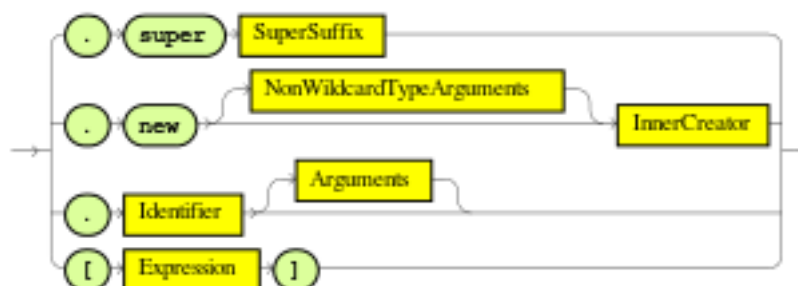 . super SuperSuffix
NonWildcardTypeArguments
. new InnerCreator
Arguments
. Identifier
[ Expression ]